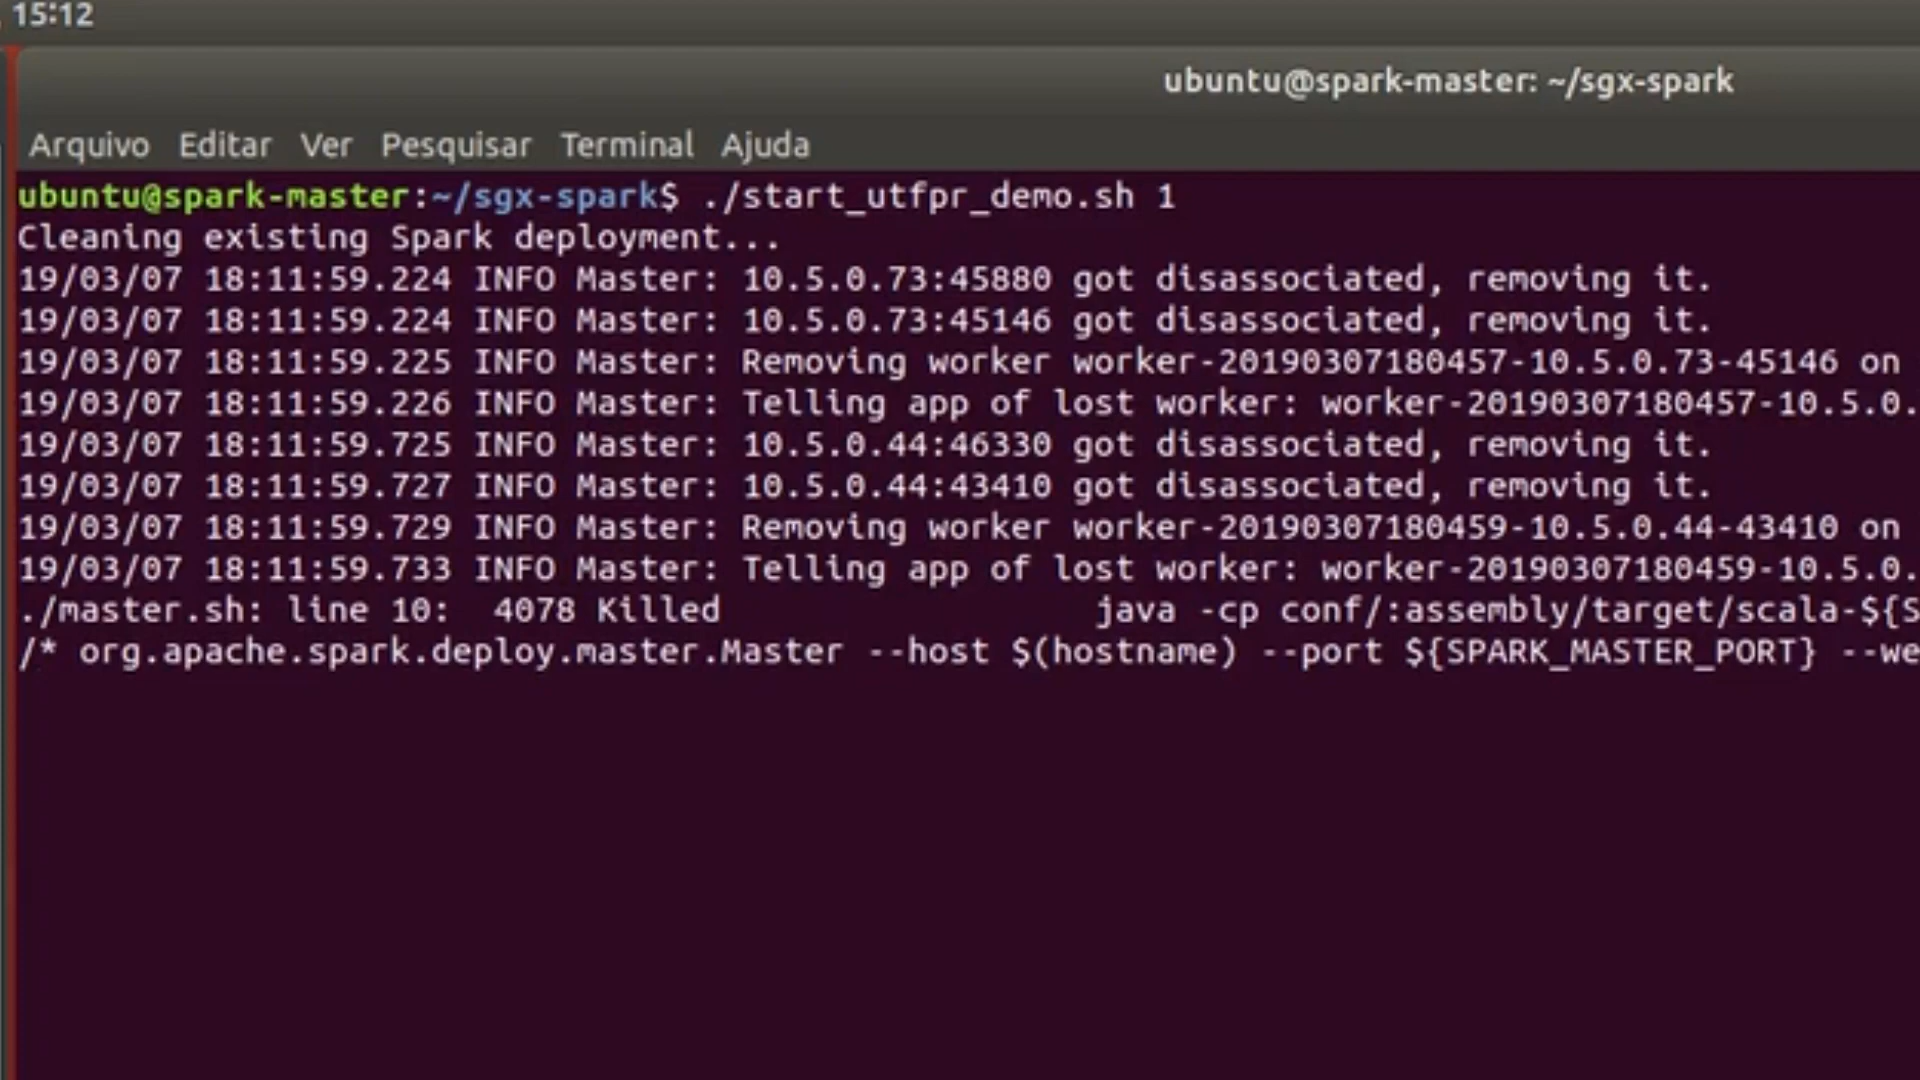 15:12
ubuntu@spark-master: ~/sgx-spark
Arquivo Editar Ver Pesquisar Terminal Ajuda
ubuntu@spark-master:~/sgx-spark$ ./start_utfpr_demo.sh 1
Cleaning existing Spark deployment...
19/03/07 18:11:59.224 INFO Master: 10.5.0.73:45880 got disassociated, removing it.
19/03/07 18:11:59.224 INFO Master: 10.5.0.73:45146 got disassociated, removing it.
19/03/07 18:11:59.225 INFO Master: Removing worker worker-20190307180457-10.5.0.73-45146 on
19/03/07 18:11:59.226 INFO Master: Telling app of lost worker: worker-20190307180457-10.5.0.
19/03/07 18:11:59.725 INFO Master: 10.5.0.44:46330 got disassociated, removing it.
19/03/07 18:11:59.727 INFO Master: 10.5.0.44:43410 got disassociated, removing it.
19/03/07 18:11:59.729 INFO Master: Removing worker worker-20190307180459-10.5.0.44-43410 on
19/03/07 18:11:59.733 INFO Master: Telling app of lost worker: worker-20190307180459-10.5.0.
./master.sh: line 10:  4078 Killed                  java -cp conf/:assembly/target/scala-${S
/* org.apache.spark.deploy.master.Master --host $(hostname) --port ${SPARK_MASTER_PORT} --we